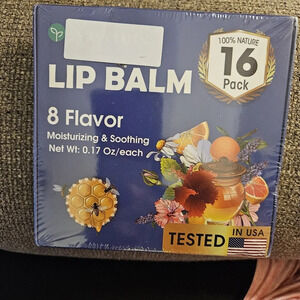 100% NATURE
16
Pack
LIP BALM
8 Flavor
Moisturizing & Soothing
Net Wt: 0.17 Oz/each
TESTED IN USA